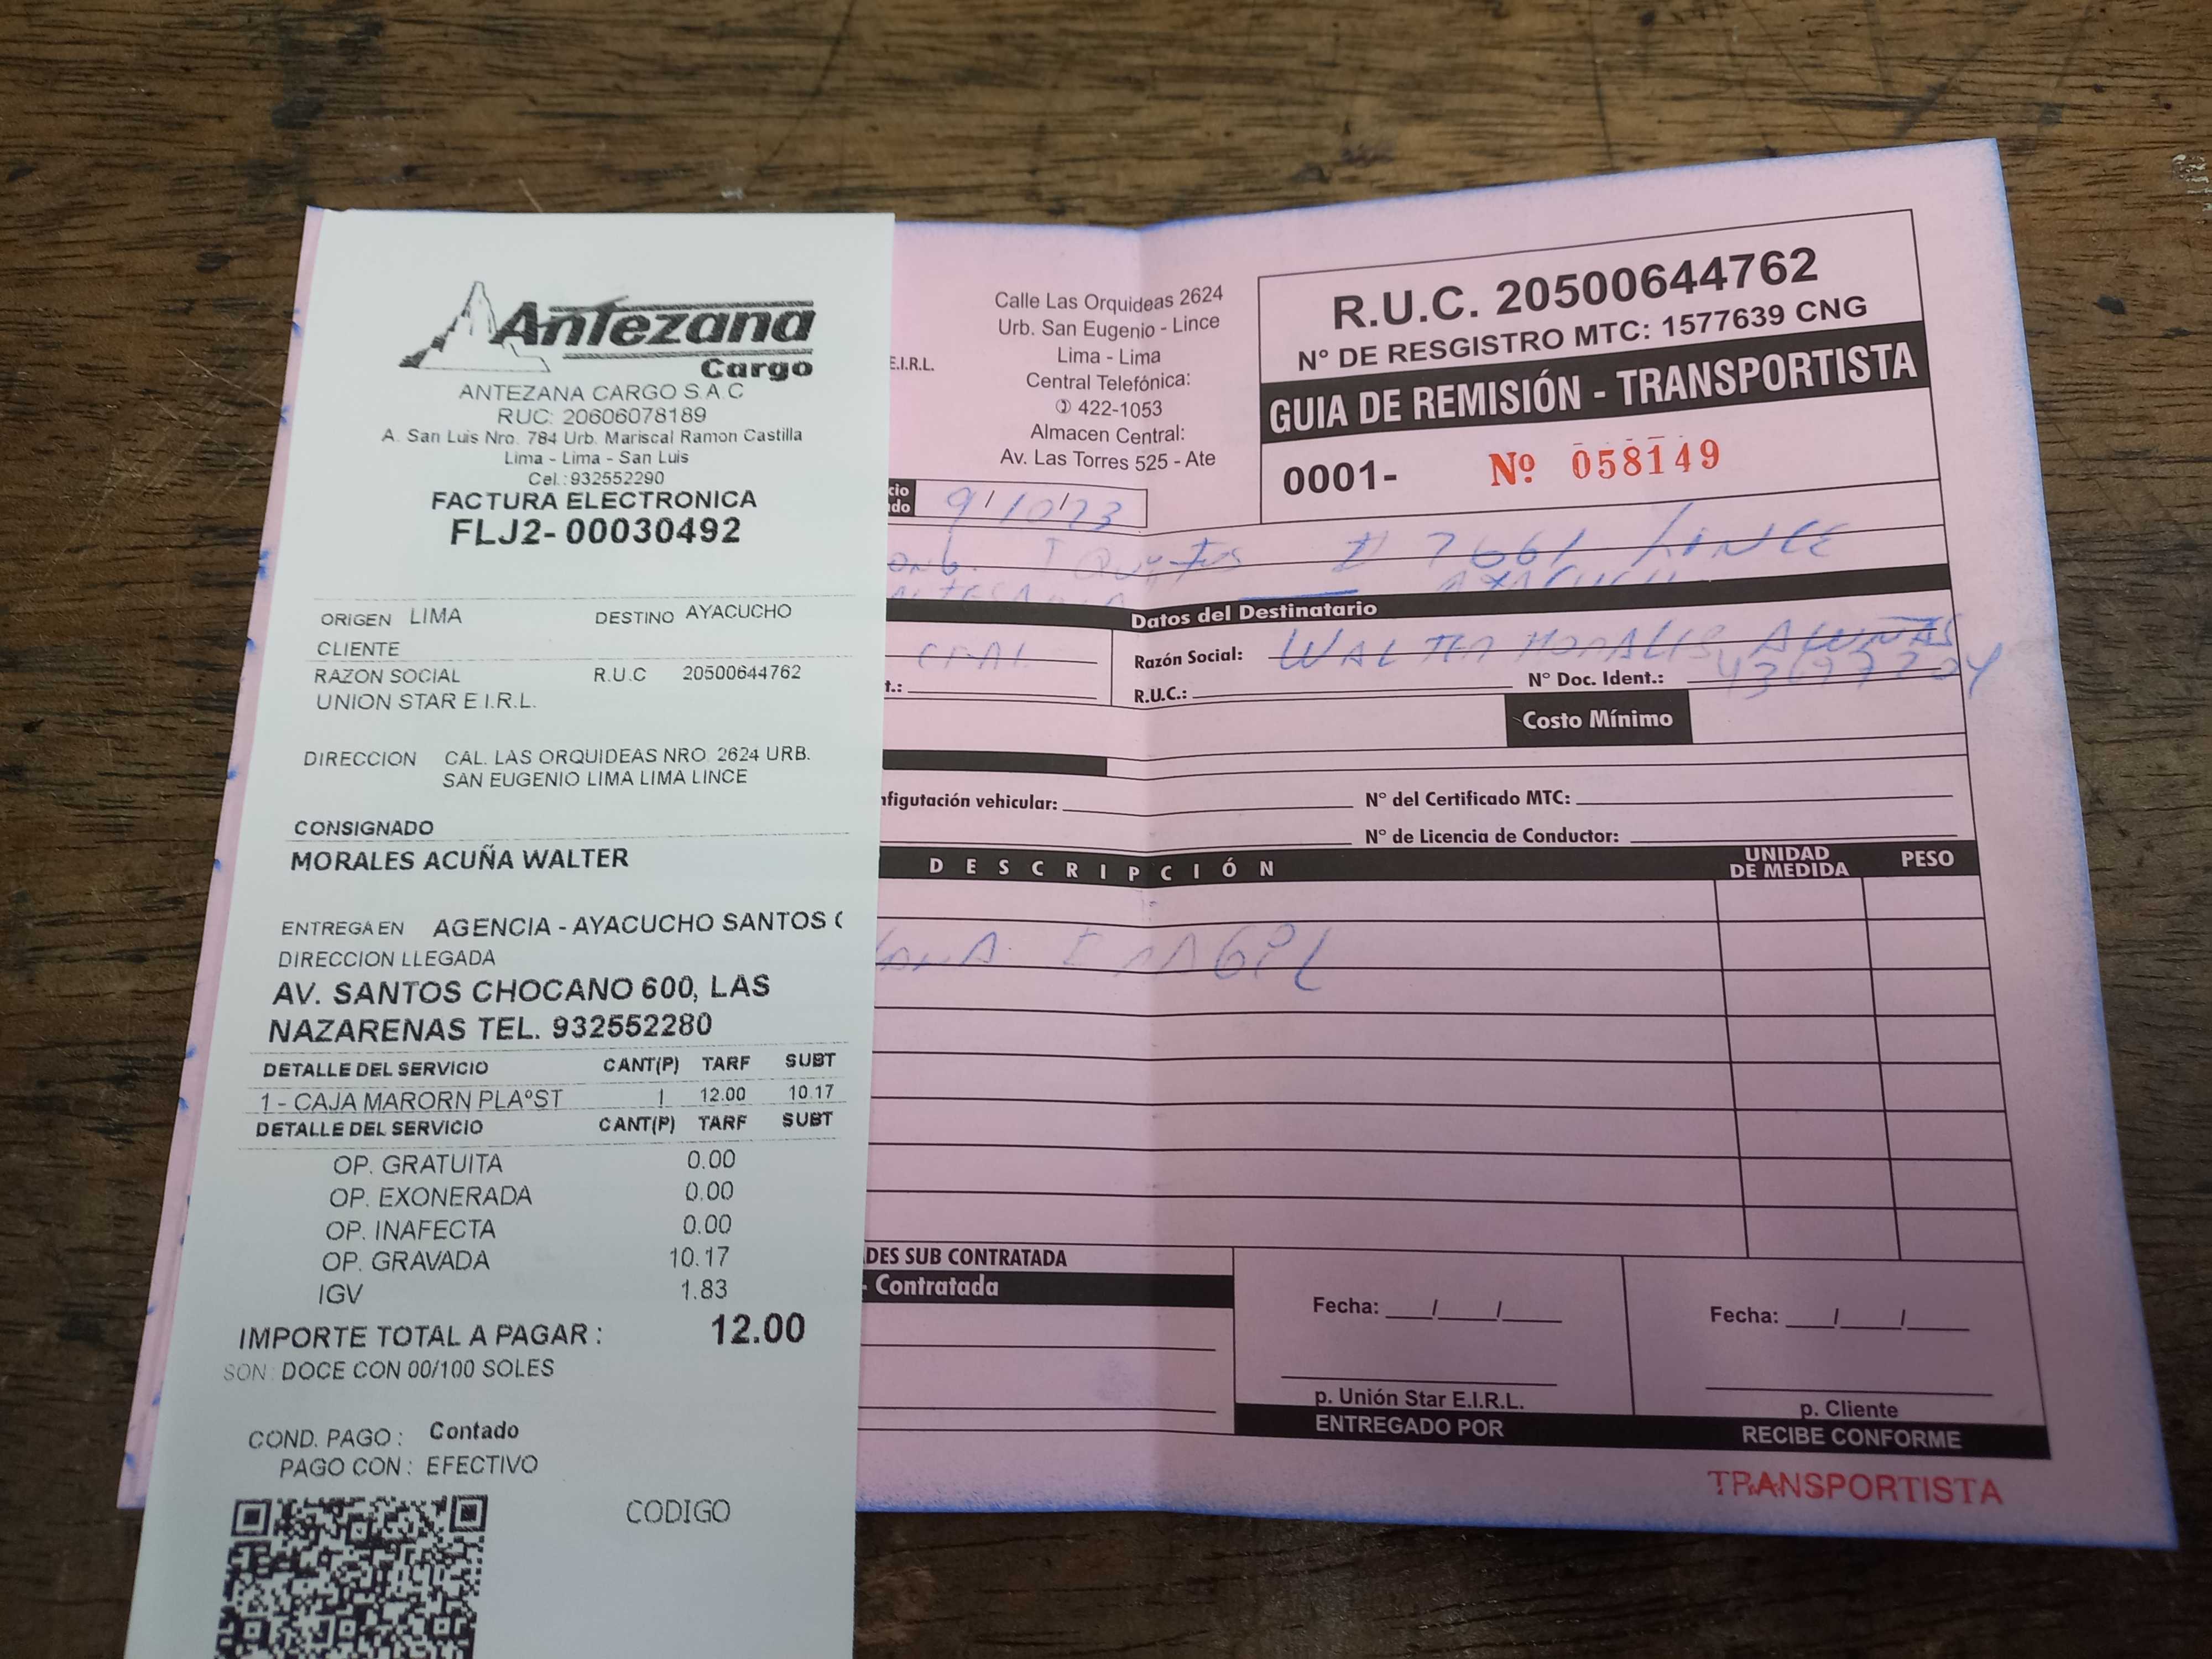 Antezana
Cargo
ANTEZANA CARGO S.A.C
RUC: 20606078189
A. San Luis Nro. 784 Urb. Mariscal Ramon Castilla
Lima - Lima - San Luis
Cel.:932552290
FACTURA ELECTRONICA
FLJ2- 00030492
ORIGEN LIMA DESTINO AYACUCHO
CLIENTE
RAZON SOCIAL R.U.C 20500644762
UNION STAR E.I.R.L.
DIRECCION CAL. LAS ORQUIDEAS NRO. 2624 URB.
SAN EUGENIO LIMA LIMA LINCE
CONSIGNADO
MORALES ACUÑA WALTER
ENTREGA EN AGENCIA - AYACUCHO SANTOS
DIRECCION LLEGADA
AV. SANTOS CHOCANO 600, LAS
NAZARENAS TEL. 932552280
DETALLE DEL SERVICIO CANT(P) TARF SUBT
1 - CAJA MARORN PLAºST 1 12.00 10.17
DETALLE DEL SERVICIO CANT(P) TARF SUBT
OP. GRATUITA 0.00
OP. EXONERADA 0.00
OP. INAFECTA 0.00
OP. GRAVADA 10.17
IGV 1.83
IMPORTE TOTAL A PAGAR : 12.00
SON: DOCE CON 00/100 SOLES
COND. PAGO : Contado
PAGO CON : EFECTIVO
CODIGO
E.I.R.L.
Calle Las Orquideas 2624
Urb. San Eugenio - Lince
Lima - Lima
Central Telefónica:
422-1053
Almacen Central:
Av. Las Torres 525 - Ate
R.U.C. 20500644762
N° DE RESGISTRO MTC: 1577639 CNG
GUIA DE REMISIÓN - TRANSPORTISTA
0001- Nº 058149
cio
do
9/10/23
LINCE
AYACUCHO
Datos del Destinatario
Razón Social: WALTER MORALES
t.:
R.U.C.: N° Doc. Ident.:
Costo Mínimo
nfigutación vehicular: N° del Certificado MTC:
N° de Licencia de Conductor:
DESCRIPCIÓN UNIDAD DE MEDIDA PESO
DES SUB CONTRATADA
- Contratada
Fecha: / / Fecha: / /
p. Unión Star E.I.R.L. p. Cliente
ENTREGADO POR RECIBE CONFORME
TRANSPORTISTA